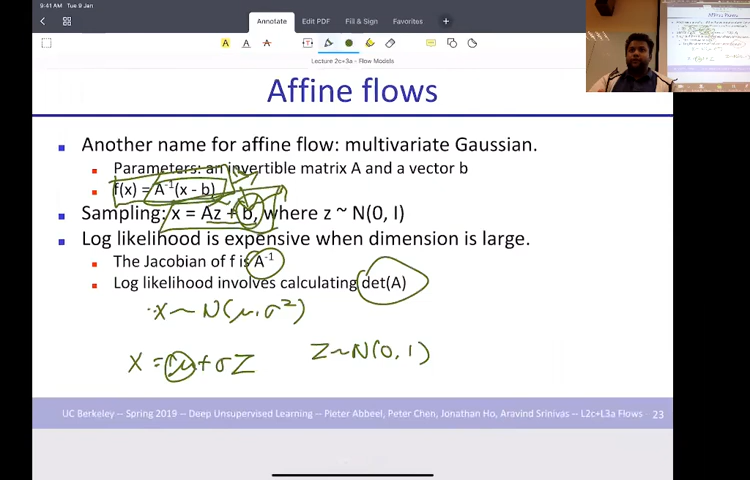 9:41 AM Tue 9 Jan
Annotate Edit PDF Fill & Sign Favorites
Lecture 2c+3a - Flow Models
Affine flows
Another name for affine flow: multivariate Gaussian.
Parameters: an invertible matrix A and a vector b
f(x) = A⁻¹(x - b)
Sampling: x = Az + b, where z ~ N(0, I)
Log likelihood is expensive when dimension is large.
The Jacobian of f is A⁻¹
Log likelihood involves calculating det(A)
x ~ N(μ, σ²)
X = μ + σZ Z ~ N(0, 1)
UC Berkeley -- Spring 2019 -- Deep Unsupervised Learning -- Pieter Abbeel, Peter Chen, Jonathan Ho, Aravind Srinivas -- L2c+L3a Flows 23
Affine flows